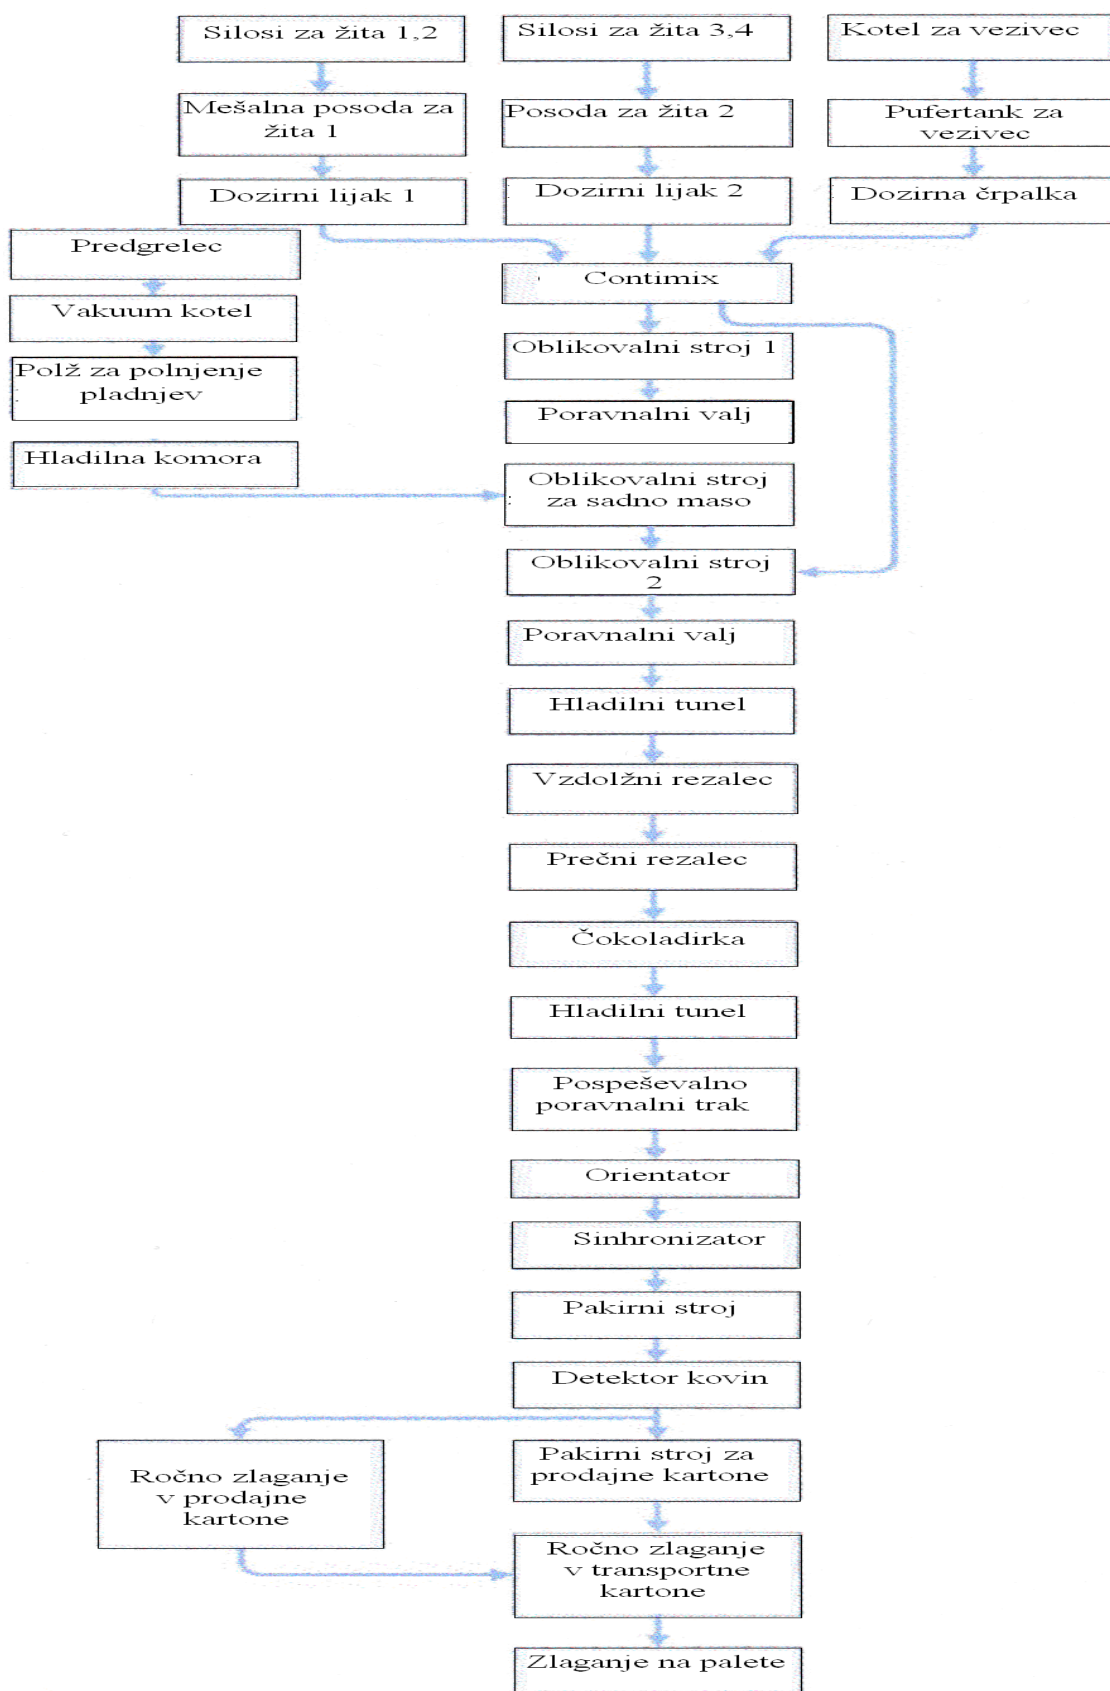 Silosi za žita 1,2
Silosi za žita 3,4
Kotel za vezivec
Mešalna posoda za
žita 1
Posoda za žita 2
Pufertank za
vezivec
Dozirni lijak 1
Dozirni lijak 2
Dozirna črpalka
Predgrelec
Contimix
Vakuum kotel
Oblikovalni stroj 1
Polž za polnjenje
pladnjev
Poravnalni valj
Hladilna komora
Oblikovalni stroj
za sadno maso
Oblikovalni stroj
2
Poravnalni valj
Hladilni tunel
Vzdolžni rezalec
Prečni rezalec
Čokoladirka
Hladilni tunel
Pospeševalno
poravnalni trak
Orientator
Sinhronizator
Pakirni stroj
Detektor kovin
Ročno zlaganje
v prodajne
kartone
Pakirni stroj za
prodajne kartone
Ročno zlaganje
v transportne
kartone
Zlaganje na palete